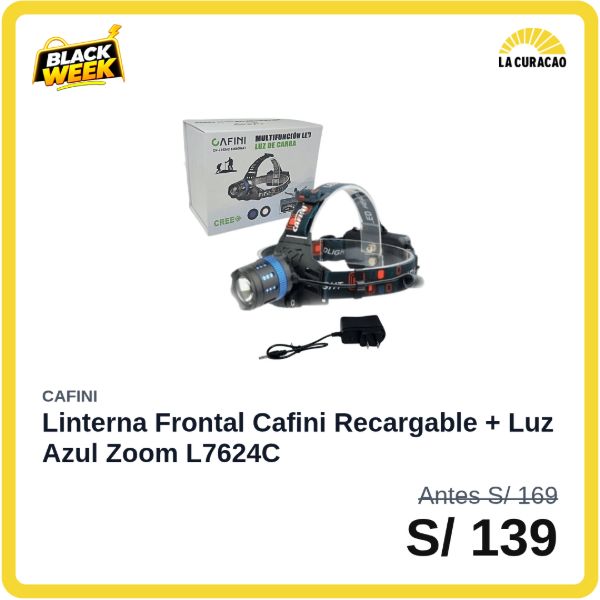 BLACK
WEEK
LA CURACAO
CAFINI
MULTIFUNCIÓN LED
LUZ DE CARRA
CREE
CAFINI
Linterna Frontal Cafini Recargable + Luz
Azul Zoom L7624C
Antes S/ 169
S/ 139